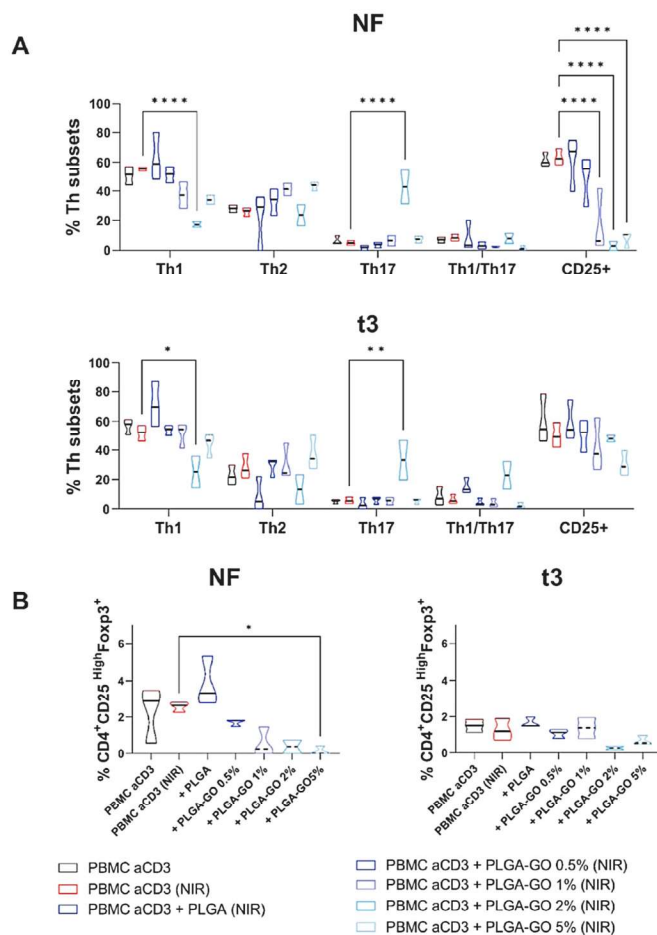 NF
A
****
****
****
****
****
% Th subsets
100
80
60
40
20
0
Th1
Th2
Th17
Th1/Th17
CD25+
t3
*
**
% Th subsets
100
80
60
40
20
0
Th1
Th2
Th17
Th1/Th17
CD25+
B
NF
% CD4+CD25 HighFoxp3+
6
4
2
0
*
PBMC aCD3
PBMC aCD3 (NIR)
+ PLGA
+ PLGA-GO 0.5%
+ PLGA-GO 1%
+ PLGA-GO 2%
+ PLGA-GO5%
t3
% CD4+CD25 HighFoxp3+
6
4
2
0
PBMC aCD3
PBMC aCD3 (NIR)
+ PLGA
+ PLGA-GO 0.5%
+ PLGA-GO 1%
+ PLGA-GO 2%
+ PLGA-GO 5%
PBMC aCD3
PBMC aCD3 (NIR)
PBMC aCD3 + PLGA (NIR)
PBMC aCD3 + PLGA-GO 0.5% (NIR)
PBMC aCD3 + PLGA-GO 1% (NIR)
PBMC aCD3 + PLGA-GO 2% (NIR)
PBMC aCD3 + PLGA-GO 5% (NIR)